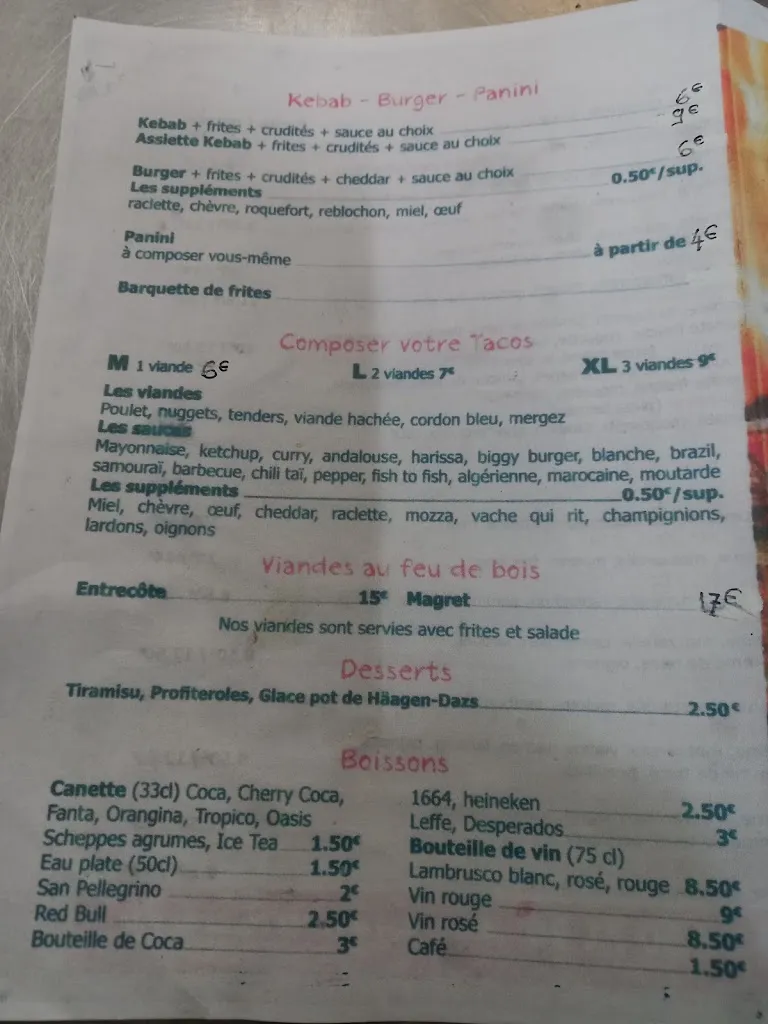 Kebab - Burger - Panini
Kebab + frites + crudités + sauce au choix 6€
Assiette Kebab + frites + crudités + sauce au choix 9€
Burger + frites + crudités + cheddar + sauce au choix 6€
Les suppléments 0.50€/sup.
raclette, chèvre, roquefort, reblochon, miel, œuf
Panini
à composer vous-même à partir de 4€
Barquette de frites
Composer votre Tacos
M 1 viande 6€ L 2 viandes 7€ XL 3 viandes 9€
Les viandes
Poulet, nuggets, tenders, viande hachée, cordon bleu, mergez
Les sauces
Mayonnaise, ketchup, curry, andalouse, harissa, biggy burger, blanche, brazil,
samouraï, barbecue, chili taï, pepper, fish to fish, algérienne, marocaine, moutarde
Les suppléments 0.50€/sup.
Miel, chèvre, œuf, cheddar, raclette, mozza, vache qui rit, champignions,
lardons, oignons
Viandes au feu de bois
Entrecôte 15€ Magret 17€
Nos viandes sont servies avec frites et salade
Desserts
Tiramisu, Profiteroles, Glace pot de Häagen-Dazs 2.50€
Boissons
Canette (33cl) Coca, Cherry Coca,
Fanta, Orangina, Tropico, Oasis
Scheppes agrumes, Ice Tea 1.50€
Eau plate (50cl) 1.50€
San Pellegrino 2€
Red Bull 2.50€
Bouteille de Coca 3€
1664, heineken 2.50€
Leffe, Desperados 3€
Bouteille de vin (75 cl)
Lambrusco blanc, rosé, rouge 8.50€
Vin rouge 9€
Vin rosé 8.50€
Café 1.50€